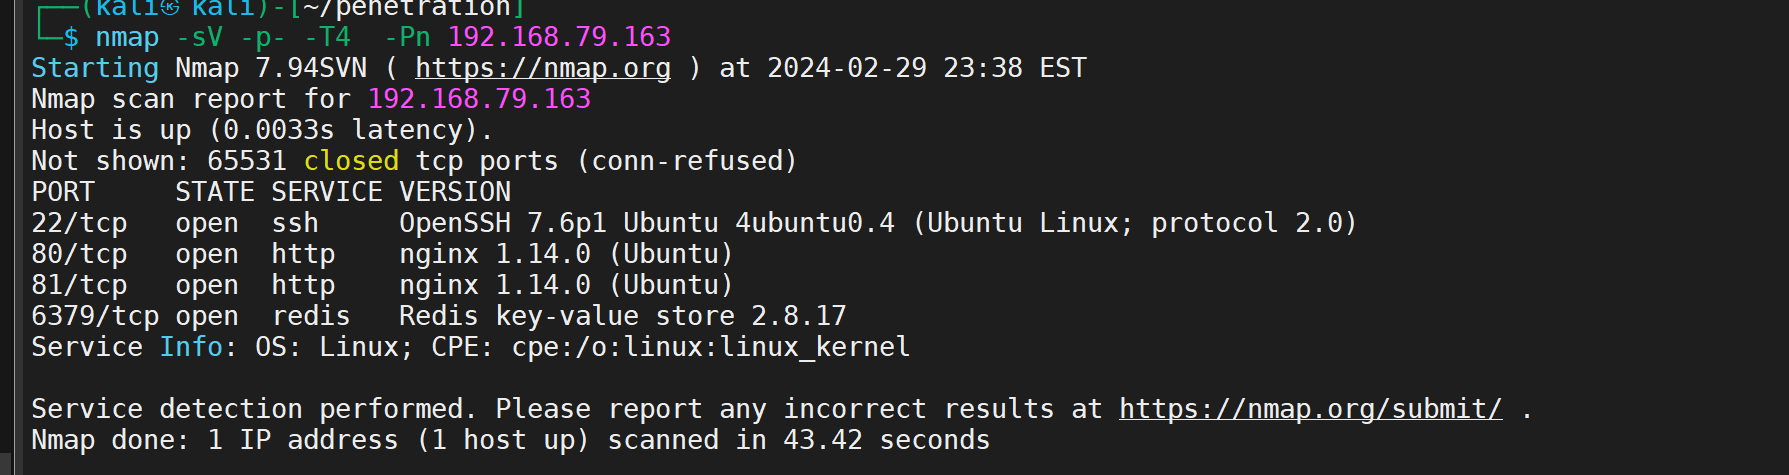 ┌──(kali㉿kali)-[~/penetration]
└─$ nmap -sV -p- -T4  -Pn 192.168.79.163
Starting Nmap 7.94SVN ( https://nmap.org ) at 2024-02-29 23:38 EST
Nmap scan report for 192.168.79.163
Host is up (0.0033s latency).
Not shown: 65531 closed tcp ports (conn-refused)
PORT     STATE SERVICE VERSION
22/tcp   open  ssh     OpenSSH 7.6p1 Ubuntu 4ubuntu0.4 (Ubuntu Linux; protocol 2.0)
80/tcp   open  http    nginx 1.14.0 (Ubuntu)
81/tcp   open  http    nginx 1.14.0 (Ubuntu)
6379/tcp open  redis   Redis key-value store 2.8.17
Service Info: OS: Linux; CPE: cpe:/o:linux:linux_kernel

Service detection performed. Please report any incorrect results at https://nmap.org/submit/ .
Nmap done: 1 IP address (1 host up) scanned in 43.42 seconds